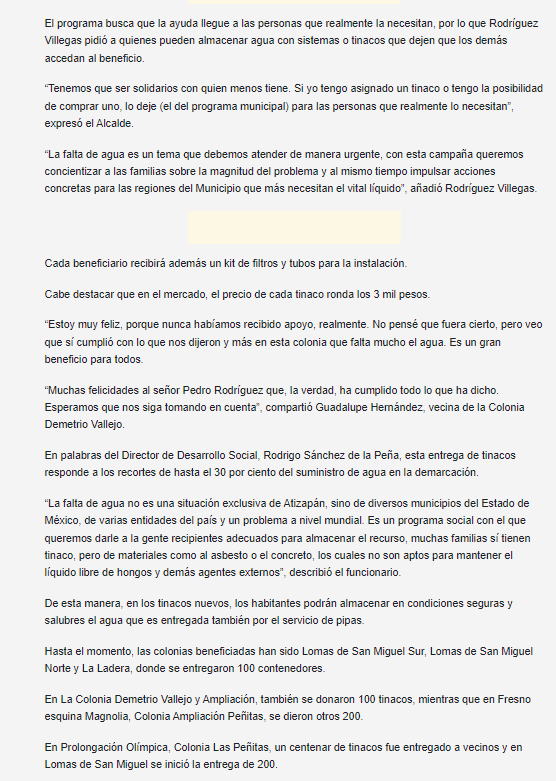 El programa busca que la ayuda llegue a las personas que realmente la necesitan, por lo que Rodríguez
Villegas pidió a quienes pueden almacenar agua con sistemas o tinacos que dejen que los demás
accedan al beneficio.
“Tenemos que ser solidarios con quien menos tiene. Si yo tengo asignado un tinaco o tengo la posibilidad
de comprar uno, lo deje (el del programa municipal) para las personas que realmente lo necesitan”,
expresó el Alcalde.
“La falta de agua es un tema que debemos atender de manera urgente, con esta campaña queremos
concientizar a las familias sobre la magnitud del problema y al mismo tiempo impulsar acciones
concretas para las regiones del Municipio que más necesitan el vital líquido”, añadió Rodríguez Villegas.
Cada beneficiario recibirá además un kit de filtros y tubos para la instalación.
Cabe destacar que en el mercado, el precio de cada tinaco ronda los 3 mil pesos.
“Estoy muy feliz, porque nunca habíamos recibido apoyo, realmente. No pensé que fuera cierto, pero veo
que sí cumplió con lo que nos dijeron y más en esta colonia que falta mucho el agua. Es un gran
beneficio para todos.
“Muchas felicidades al señor Pedro Rodríguez que, la verdad, ha cumplido todo lo que ha dicho.
Esperamos que nos siga tomando en cuenta”, compartió Guadalupe Hernández, vecina de la Colonia
Demetrio Vallejo.
En palabras del Director de Desarrollo Social, Rodrigo Sánchez de la Peña, esta entrega de tinacos
responde a los recortes de hasta el 30 por ciento del suministro de agua en la demarcación.
“La falta de agua no es una situación exclusiva de Atizapán, sino de diversos municipios del Estado de
México, de varias entidades del país y un problema a nivel mundial. Es un programa social con el que
queremos darle a la gente recipientes adecuados para almacenar el recurso, muchas familias sí tienen
tinaco, pero de materiales como al asbesto o el concreto, los cuales no son aptos para mantener el
líquido libre de hongos y demás agentes externos”, describió el funcionario.
De esta manera, en los tinacos nuevos, los habitantes podrán almacenar en condiciones seguras y
salubres el agua que es entregada también por el servicio de pipas.
Hasta el momento, las colonias beneficiadas han sido Lomas de San Miguel Sur, Lomas de San Miguel
Norte y La Ladera, donde se entregaron 100 contenedores.
En La Colonia Demetrio Vallejo y Ampliación, también se donaron 100 tinacos, mientras que en Fresno
esquina Magnolia, Colonia Ampliación Peñitas, se dieron otros 200.
En Prolongación Olímpica, Colonia Las Peñitas, un centenar de tinacos fue entregado a vecinos y en
Lomas de San Miguel se inició la entrega de 200.